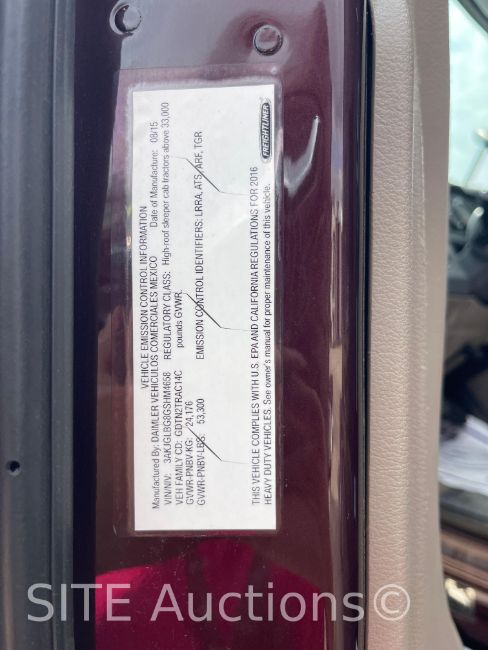 VEHICLE EMISSION CONTROL INFORMATION
Manufactured By: DAIMLER VEHICULOS COMERCIALES MEXICO Date of Manufacture: 08/15
VIN/NIV: 3AKJGLBG8GSHM4658 REGULATORY CLASS: High-roof sleeper cab tractors above 33,000
VEH FAMILY CD: GDTN2TRAC14C pounds GVWR
GVWR-PNBV-KG: 24,176
GVWR-PNBV-LBS: 53,300 EMISSION CONTROL IDENTIFIERS: LRRA, ATS, ARF, TGR
THIS VEHICLE COMPLIES WITH U.S. EPA AND CALIFORNIA REGULATIONS FOR 2016
HEAVY DUTY VEHICLES. See owner's manual for proper maintenance of this vehicle.
FREIGHTLINER
SITE Auctions©